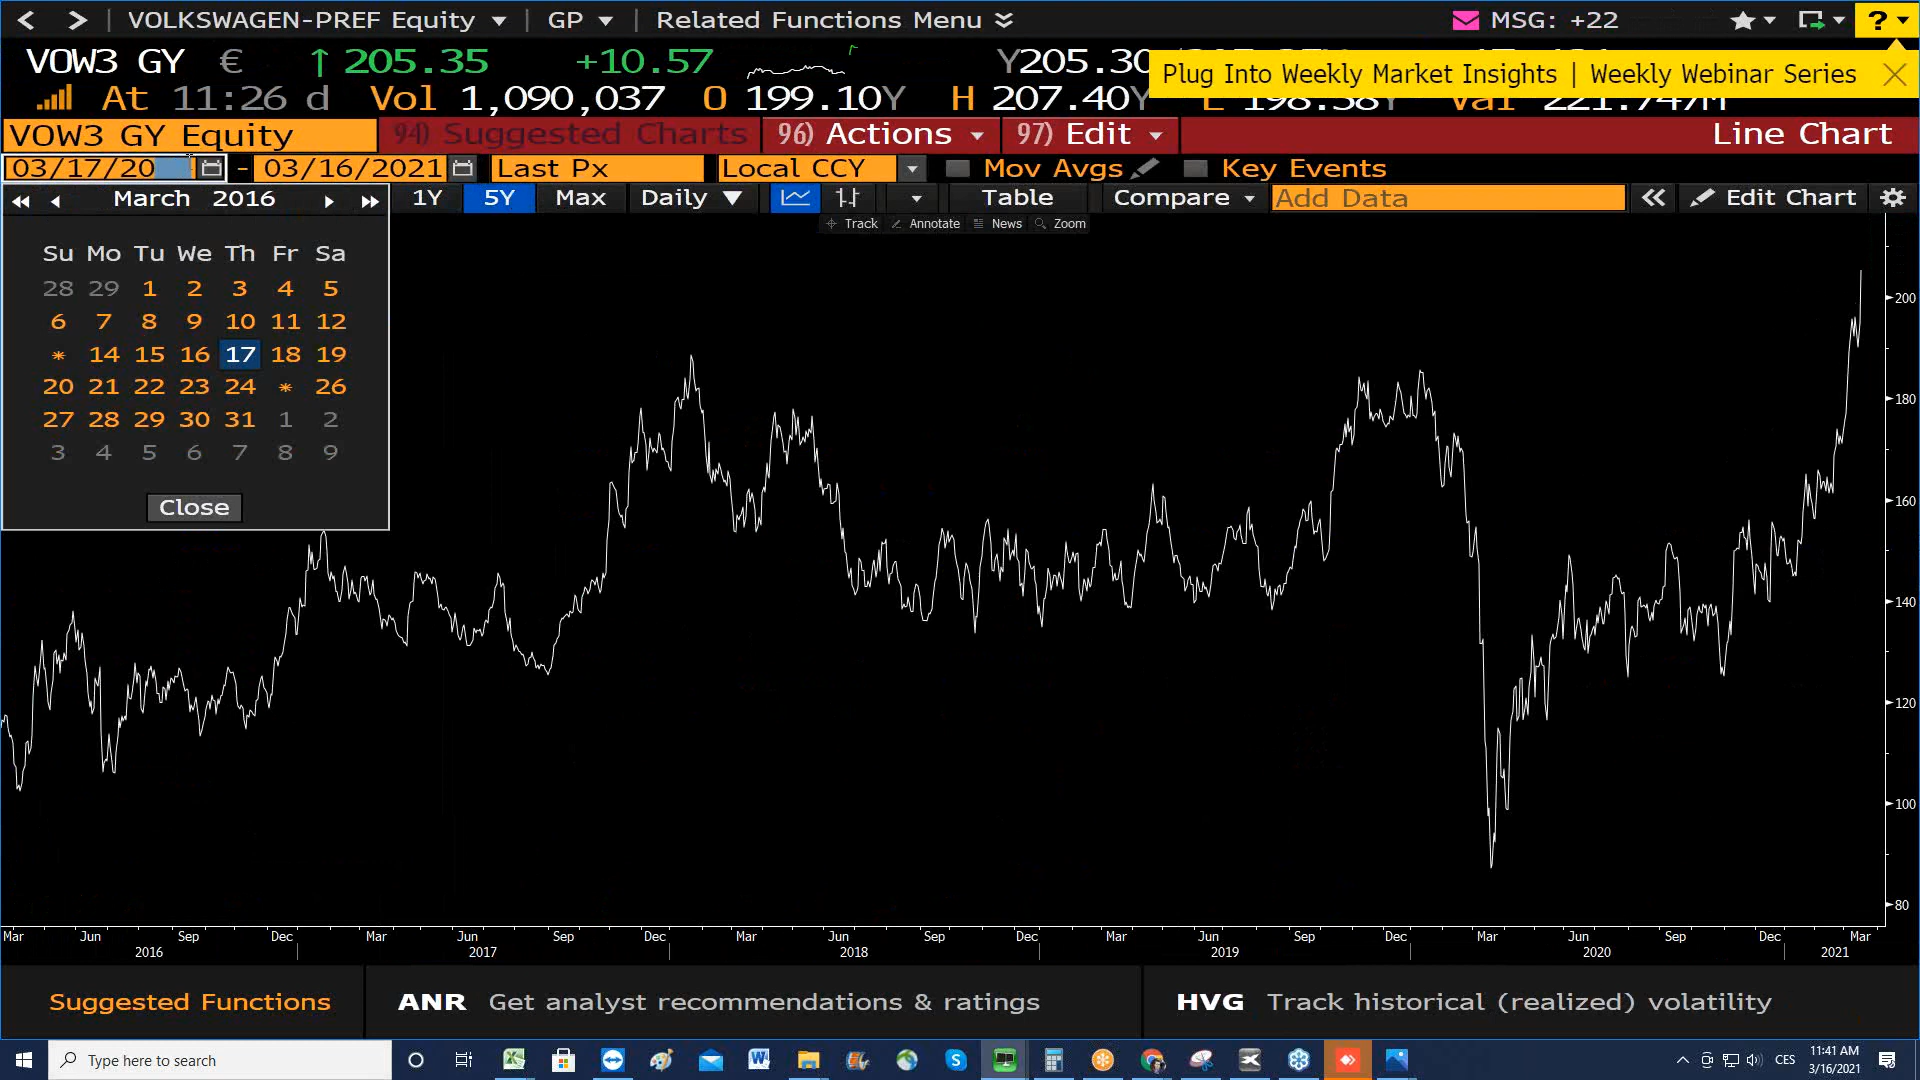 VOLKSWAGEN-PREF Equity GP Related Functions Menu MSG: +22 ?
VOW3 GY € ↑ 205.35 +10.57 Y205.30
Plug Into Weekly Market Insights | Weekly Webinar Series
At 11:26 d Vol 1,090,037 O 199.10Y H 207.40Y L 198.58Y Val 221.747M
VOW3 GY Equity 94) Suggested Charts 96) Actions 97) Edit Line Chart
03/17/20 - 03/16/2021 Last Px Local CCY Mov Avgs Key Events
March 2016 1Y 5Y Max Daily Table Compare Add Data Edit Chart
Track Annotate News Zoom
Su Mo Tu We Th Fr Sa
28 29 1 2 3 4 5
6 7 8 9 10 11 12
* 14 15 16 17 18 19
20 21 22 23 24 * 26
27 28 29 30 31 1 2
3 4 5 6 7 8 9
Close
200
180
160
140
120
100
80
Mar Jun Sep Dec Mar Jun Sep Dec Mar Jun Sep Dec Mar Jun Sep Dec Mar Jun Sep Dec Mar
2016 2017 2018 2019 2020 2021
Suggested Functions ANR Get analyst recommendations & ratings HVG Track historical (realized) volatility
Type here to search CES 11:41 AM
3/16/2021